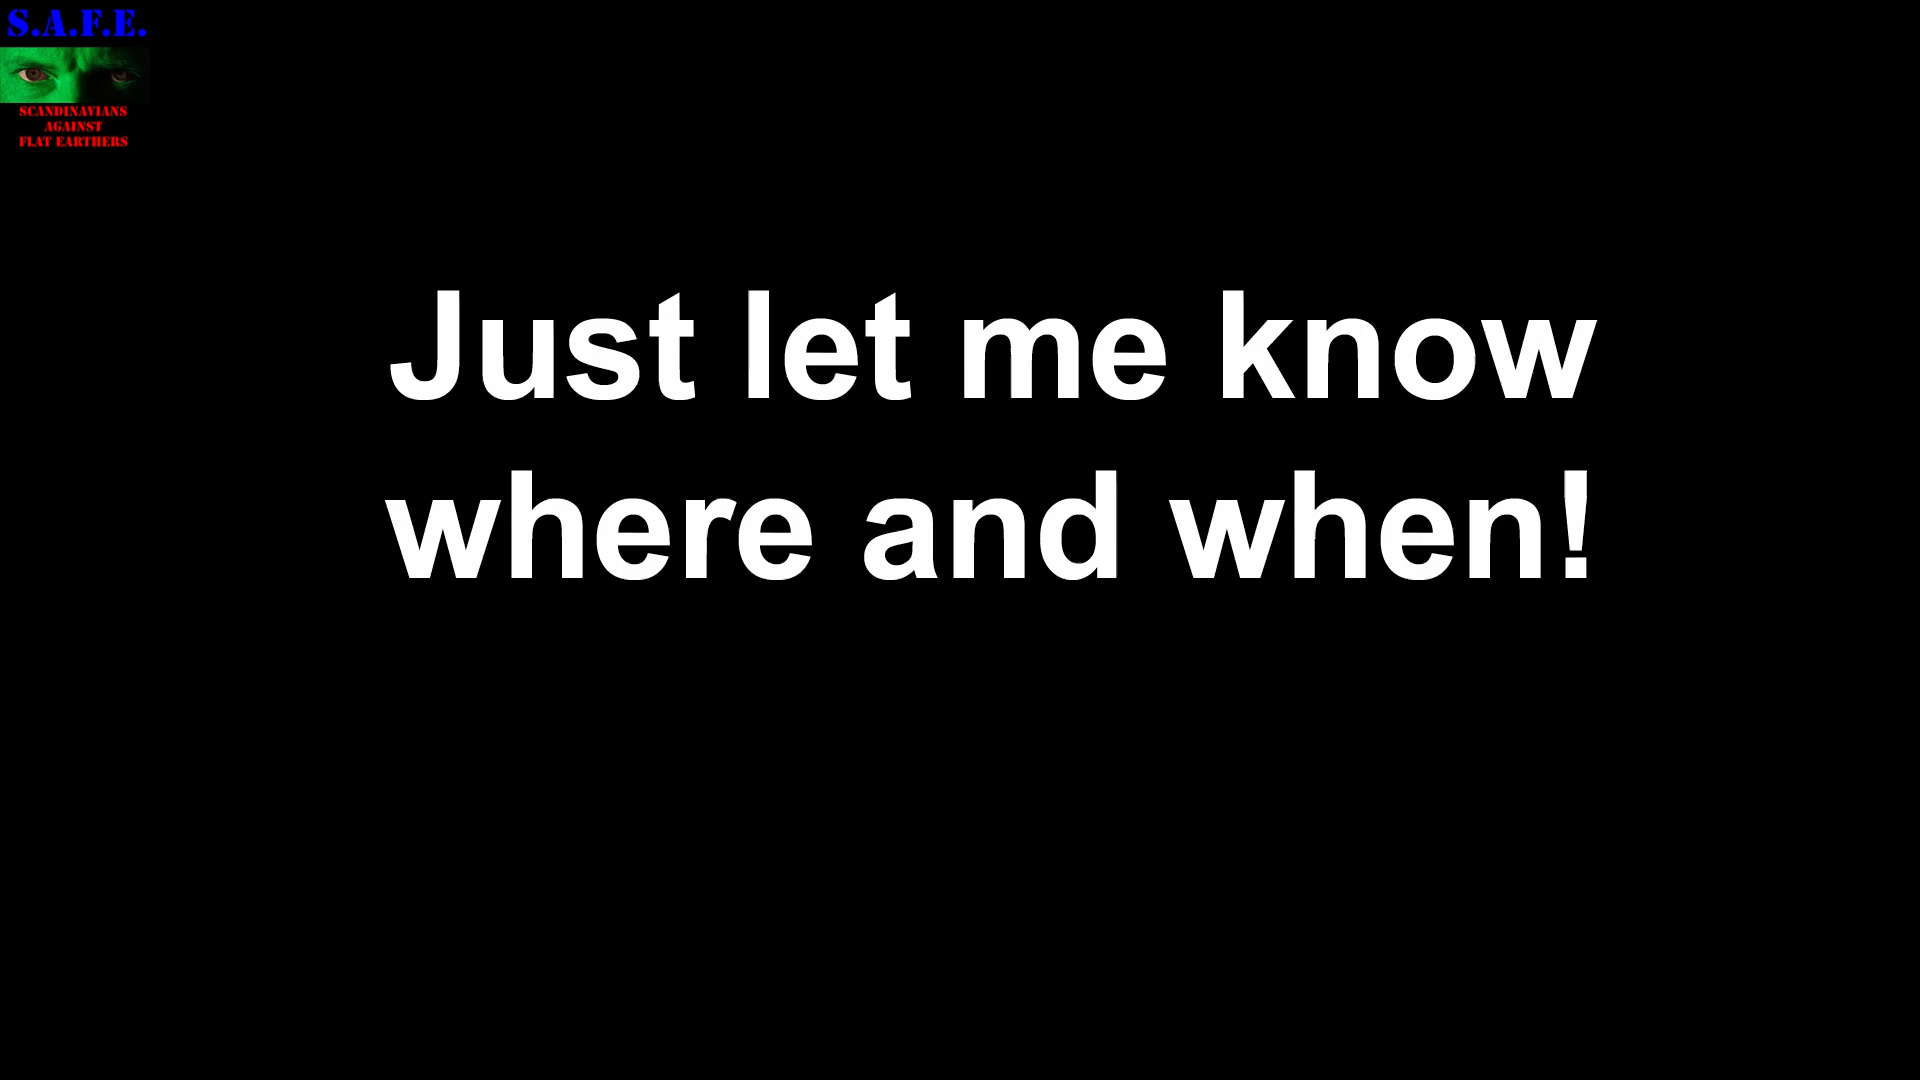 S.A.F.E.
SCANDINAVIANS
AGAINST
FLAT EARTHERS
Just let me know
where and when!